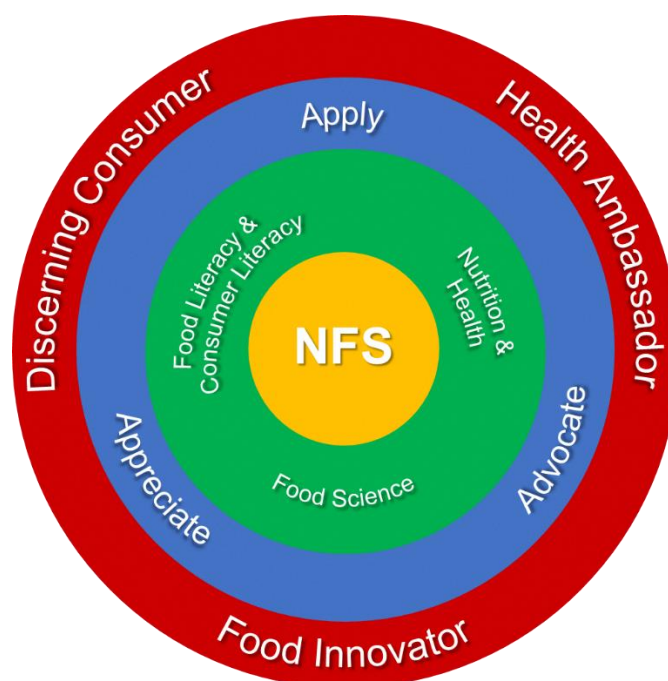 Discerning Consumer
Health Ambassador
Food Innovator
Apply
Advocate
Appreciate
Food Literacy &
Consumer Literacy
Nutrition &
Health
Food Science
NFS